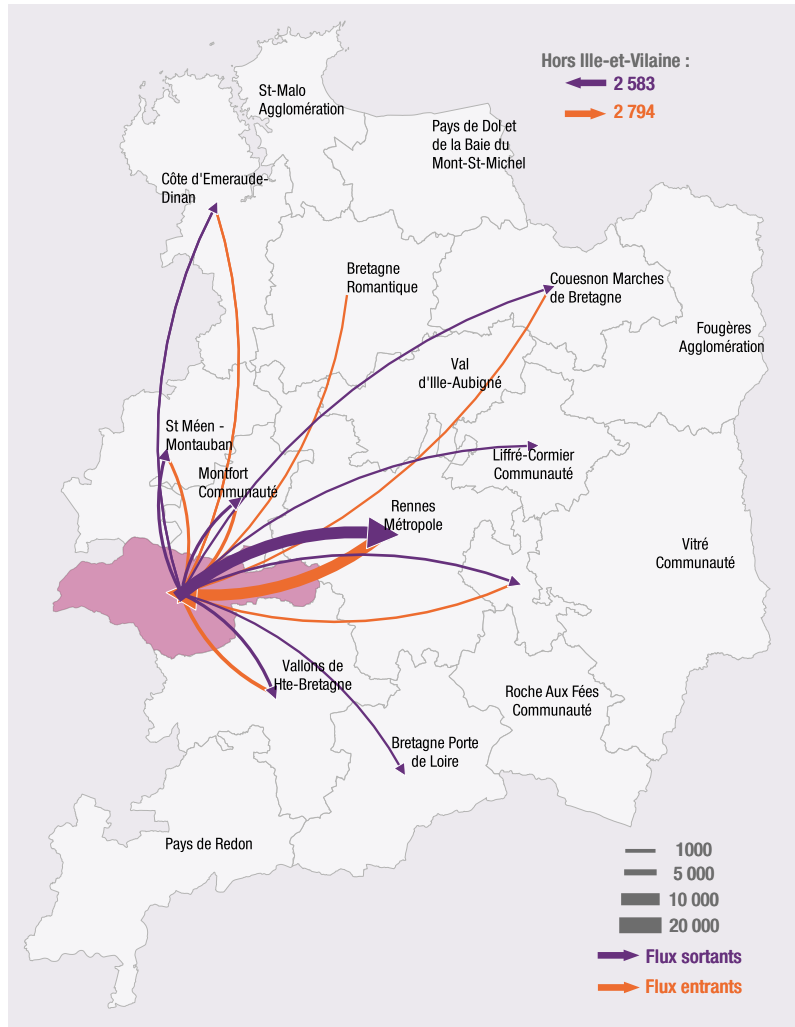 Hors Ille-et-Vilaine :
2 583
2 794
St-Malo
Agglomération
Pays de Dol et
de la Baie du
Mont-St-Michel
Côte d'Emeraude-
Dinan
Bretagne
Romantique
Couesnon Marches
de Bretagne
Fougères
Agglomération
Val
d'Ille-Aubigné
St Méen -
Montauban
Montfort
Communauté
Liffré-Cormier
Communauté
Rennes
Métropole
Vitré
Communauté
Vallons de
Hte-Bretagne
Roche Aux Fées
Communauté
Bretagne Porte
de Loire
Pays de Redon
1000
5 000
10 000
20 000
Flux sortants
Flux entrants